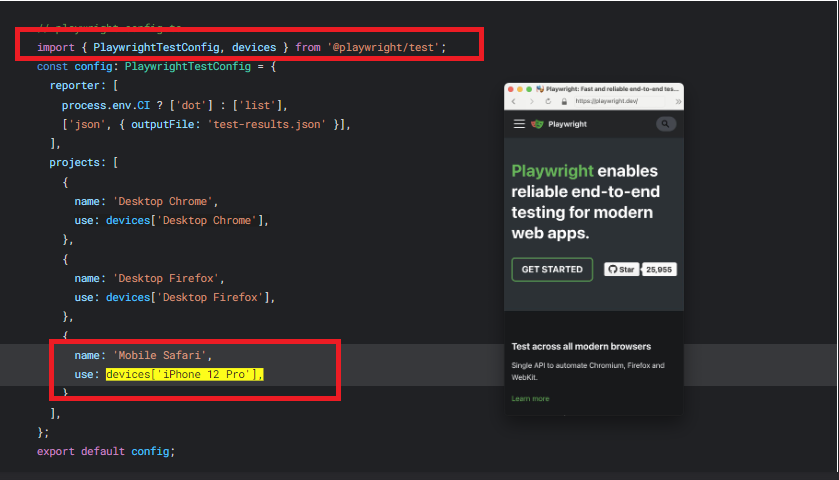 // playwright.config.ts
import { PlaywrightTestConfig, devices } from '@playwright/test';
const config: PlaywrightTestConfig = {
reporter: [
process.env.CI ? ['dot'] : ['list'],
['json', { outputFile: 'test-results.json' }],
],
projects: [
{
name: 'Desktop Chrome',
use: devices['Desktop Chrome'],
},
{
name: 'Desktop Firefox',
use: devices['Desktop Firefox'],
},
{
name: 'Mobile Safari',
use: devices['iPhone 12 Pro'],
}
],
};
export default config;
Playwright: Fast and reliable end-to-end tes...
https://playwright.dev/
Playwright
Playwright enables
reliable end-to-end
testing for modern
web apps.
GET STARTED
Star 25,955
Test across all modern browsers
Single API to automate Chromium, Firefox and
WebKit.
Learn more